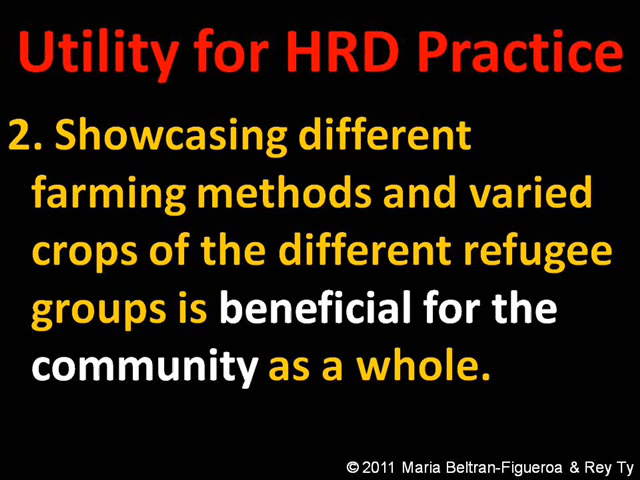 Utility for HRD Practice
2. Showcasing different
farming methods and varied
crops of the different refugee
groups is beneficial for the
community as a whole.
© 2011 Maria Beltran-Figueroa & Rey Ty